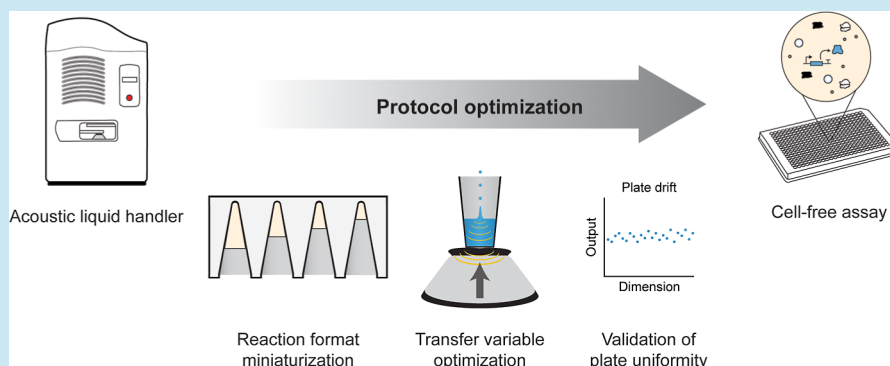 Protocol optimization
Acoustic liquid handler
Cell-free assay
Plate drift
Output
Dimension
Reaction format
miniaturization
Transfer variable
optimization
Validation of
plate uniformity